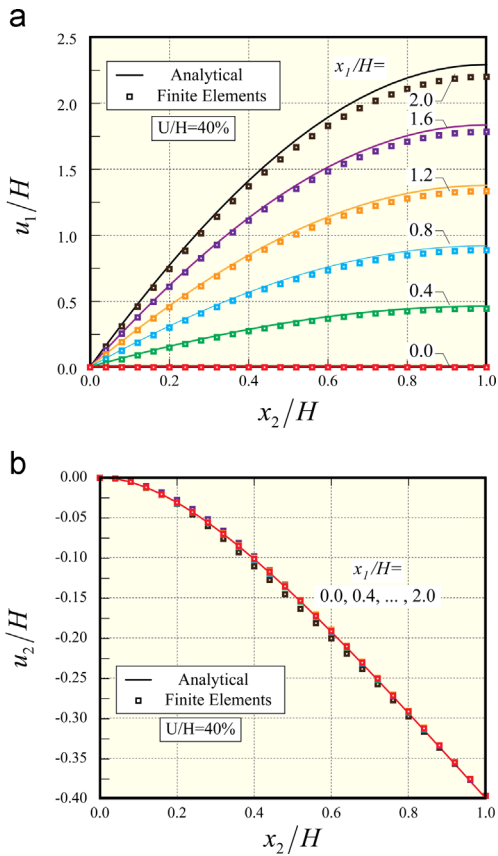 a
2.5
2.0
1.5
1.0
0.5
0.0
u1/H
Analytical
Finite Elements
U/H=40%
x1/H=
2.0
1.6
1.2
0.8
0.4
0.0
0.0 0.2 0.4 0.6 0.8 1.0
x2/H
b
0.00
-0.05
-0.10
-0.15
-0.20
-0.25
-0.30
-0.35
-0.40
u2/H
x1/H=
0.0, 0.4, ... , 2.0
Analytical
Finite Elements
U/H=40%
0.0 0.2 0.4 0.6 0.8 1.0
x2/H